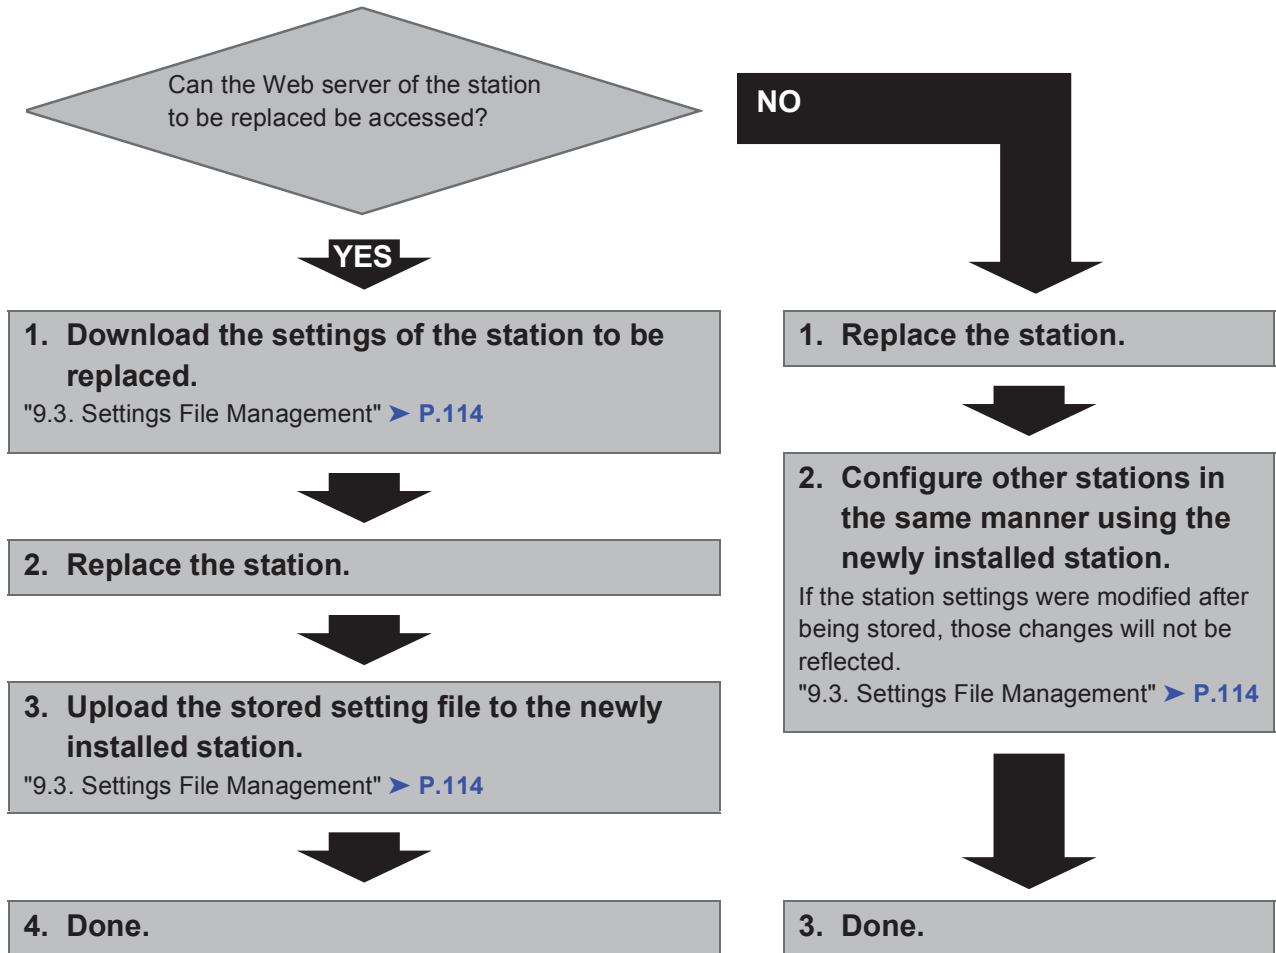 Can the Web server of the station
to be replaced be accessed?
NO
YES
1. Download the settings of the station to be
replaced.
"9.3. Settings File Management" ➤ P.114
2. Replace the station.
3. Upload the stored setting file to the newly
installed station.
"9.3. Settings File Management" ➤ P.114
4. Done.
1. Replace the station.
2. Configure other stations in
the same manner using the
newly installed station.
If the station settings were modified after
being stored, those changes will not be
reflected.
"9.3. Settings File Management" ➤ P.114
3. Done.